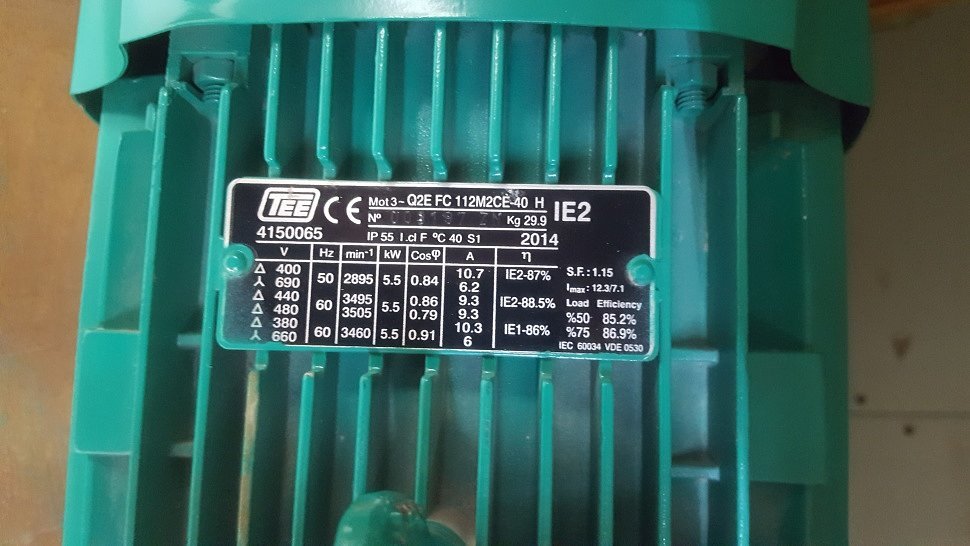 TEE CE Mot 3~ Q2E FC 112M2CE-40 H IE2
Nº Kg 29.9
4150065 IP 55 I.cl F ºC 40 S1 2014
V Hz min⁻¹ kW Cosφ A η
Δ 400 50 2895 5.5 0.84 10.7 IE2-87% S.F.: 1.15
⅄ 690 6.2 Imax: 12.3/7.1
Δ 440 60 3495 5.5 0.86 9.3 IE2-88.5% Load Efficiency
Δ 480 3505 0.79 9.3 %50 85.2%
Δ 380 60 3460 5.5 0.91 10.3 IE1-86% %75 86.9%
⅄ 660 6 IEC 60034 VDE 0530